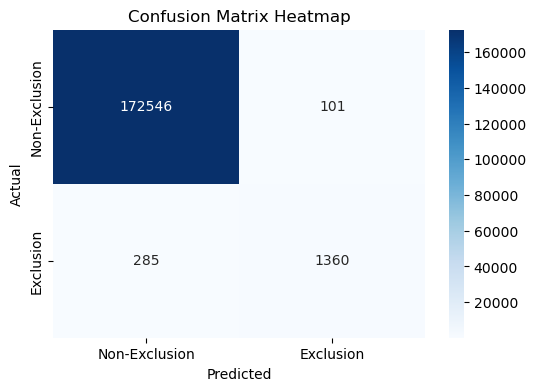 Confusion Matrix Heatmap
Actual
Non-Exclusion
172546
101
Exclusion
285
1360
Non-Exclusion
Exclusion
Predicted
160000
140000
120000
100000
80000
60000
40000
20000